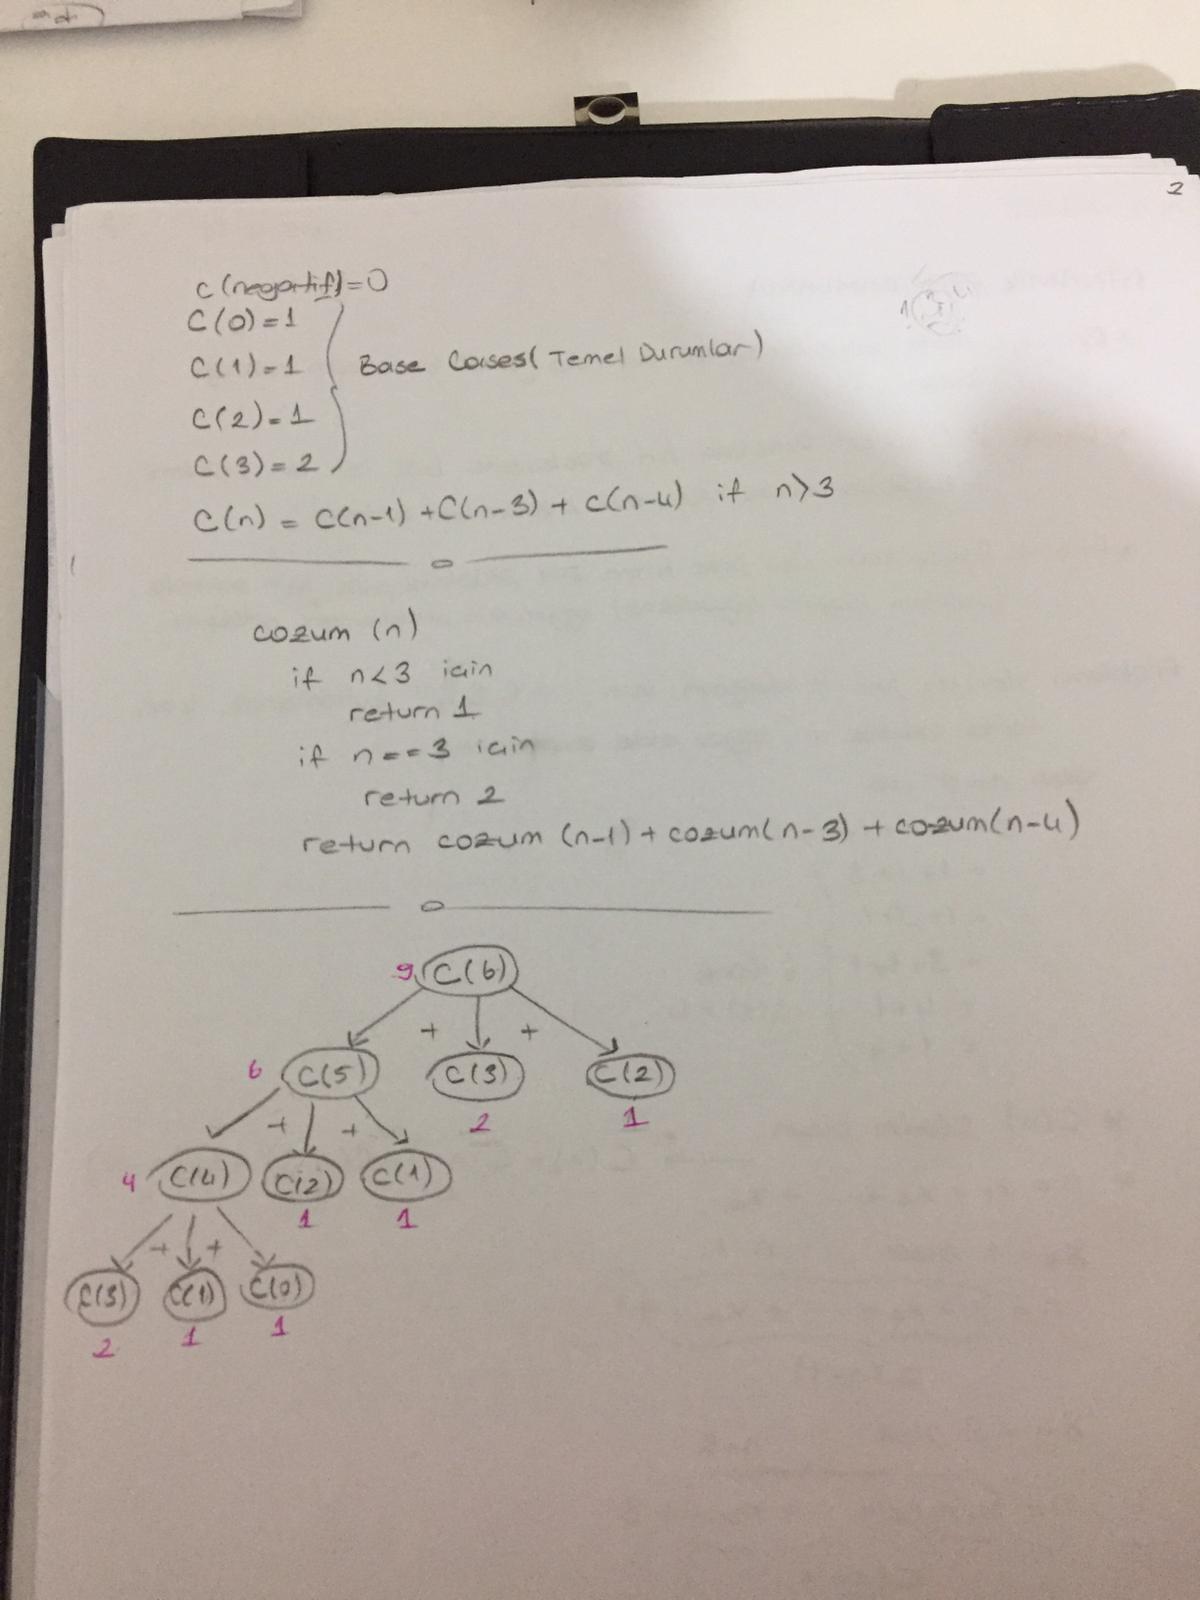 2
C(negatif)=0
C(0)=1
C(1)=1
Base Cases (Temel Durumlar)
C(2)=1
C(3)=2
C(n) = C(n-1) + C(n-3) + C(n-4) if n>3
cozum (n)
if n<3 için
return 1
if n==3 için
return 2
return cozum (n-1) + cozum(n-3) + cozum(n-4)
9 C(6)
+ +
6 C(5) C(3) C(2)
2 1
+ +
4 C(4) C(2) C(1)
1 1
+ +
C(3) C(1) C(0)
2 1 1